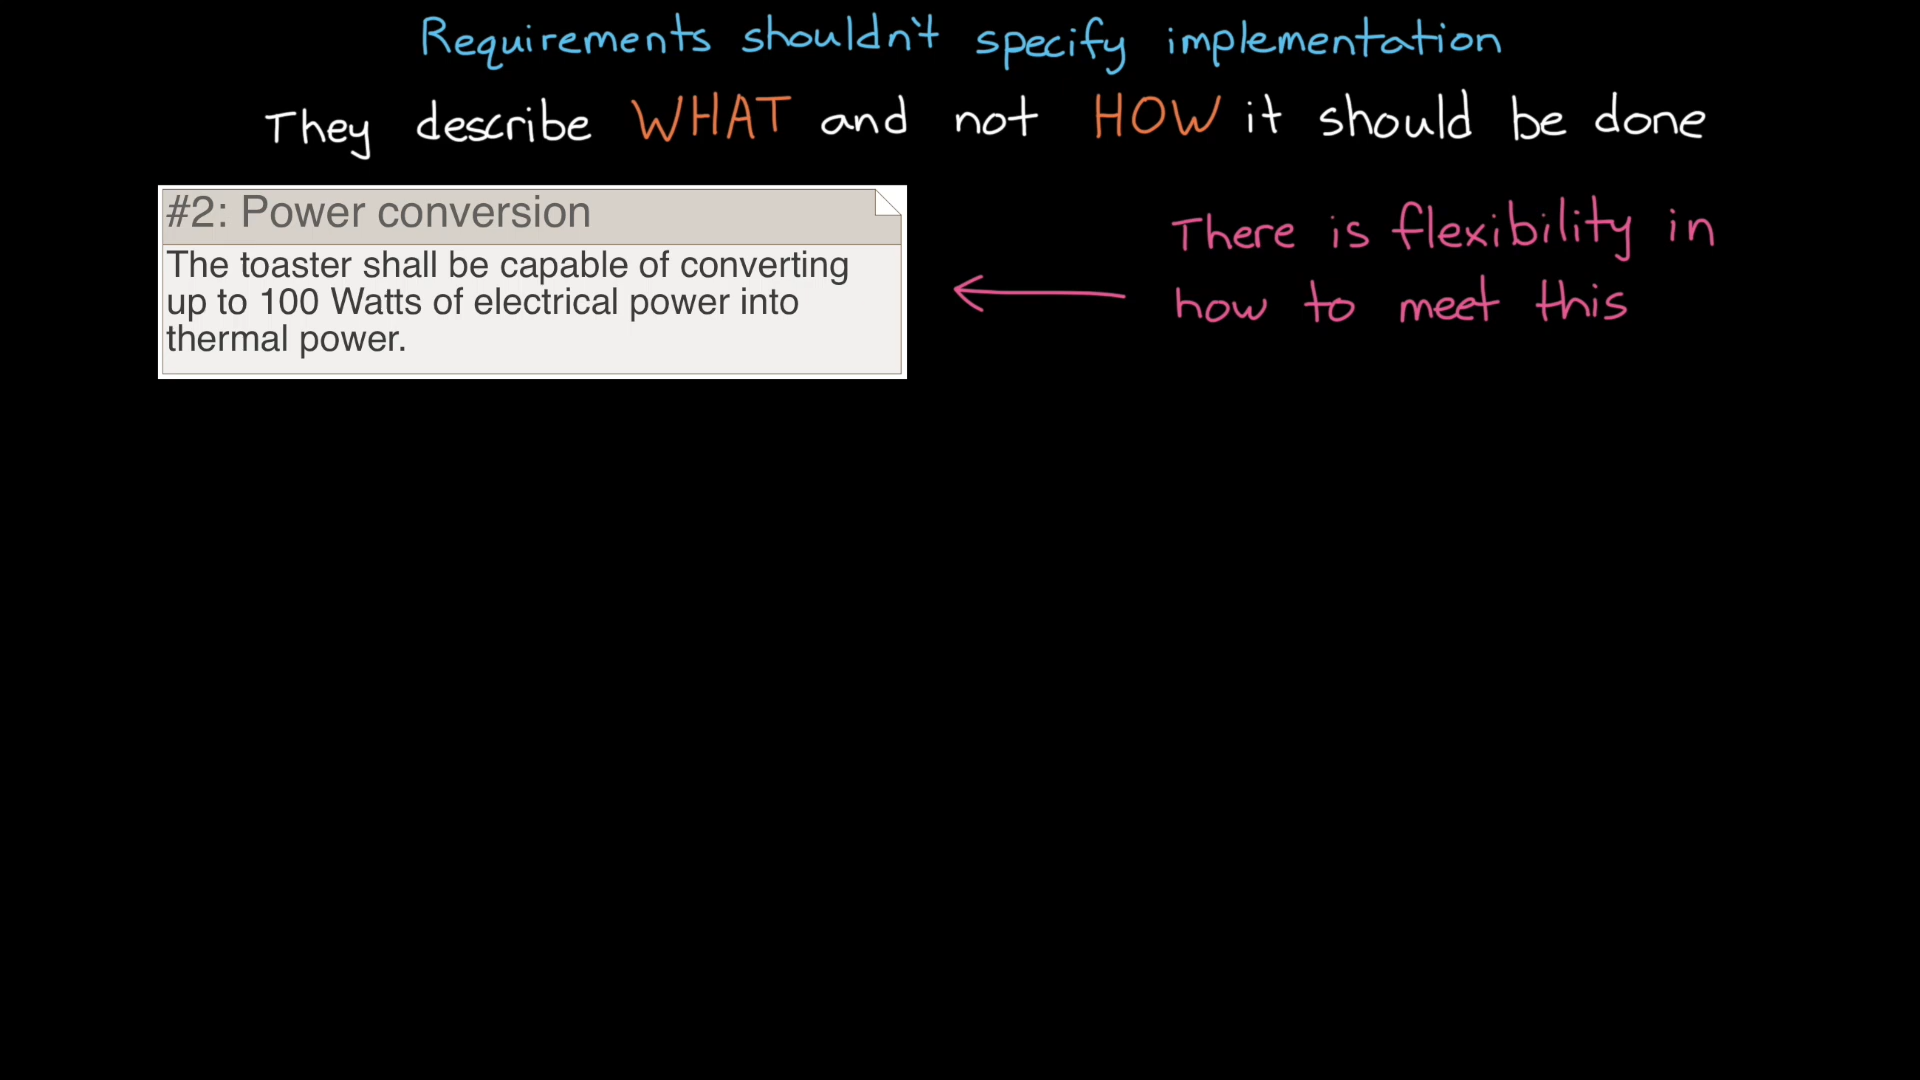 Requirements shouldn't specify implementation
They describe WHAT and not HOW it should be done
#2: Power conversion
The toaster shall be capable of converting
up to 100 Watts of electrical power into
thermal power.
There is flexibility in
how to meet this